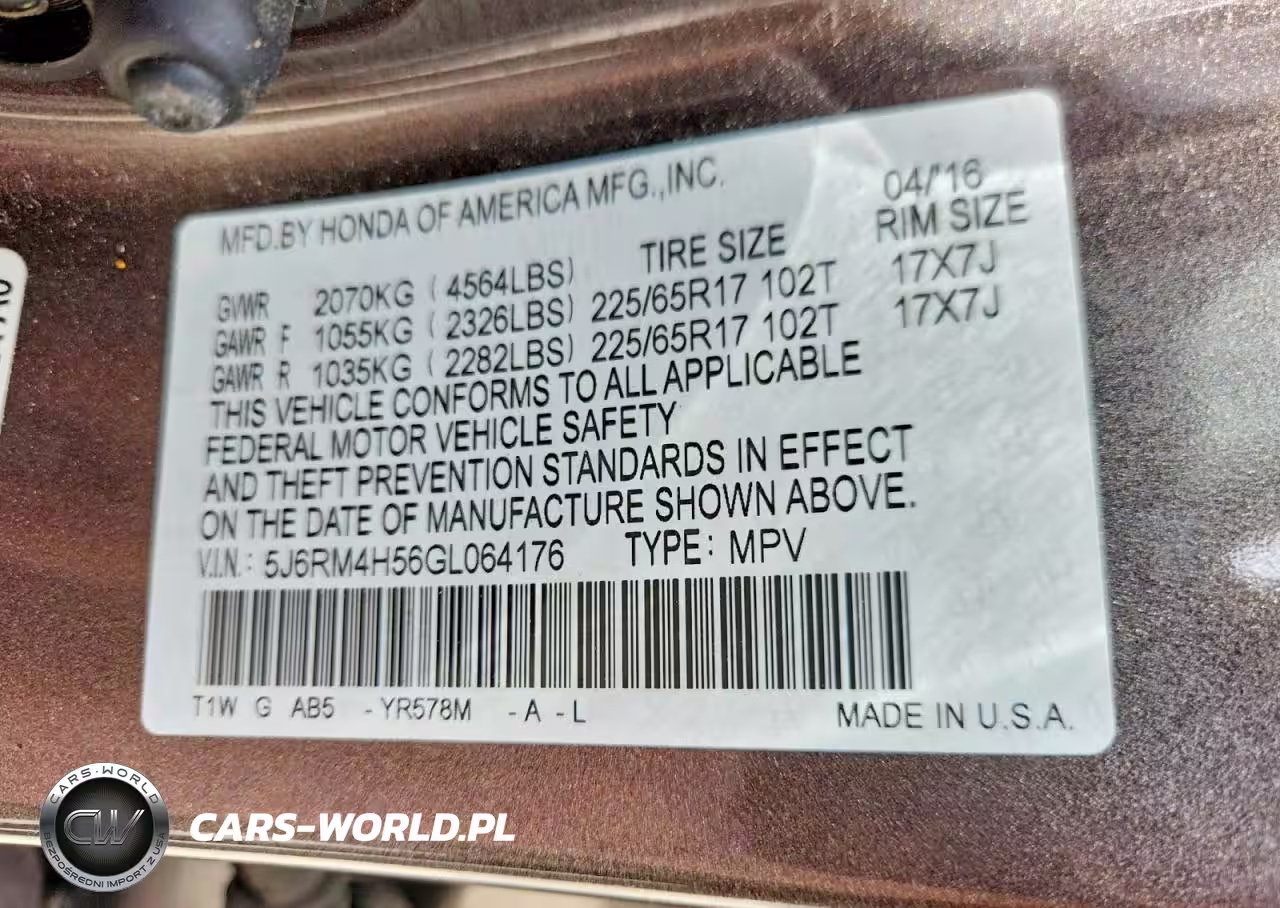 MFD.BY HONDA OF AMERICA MFG.,INC. 04/'16
TIRE SIZE RIM SIZE
GVWR 2070KG (4564LBS)
GAWR F 1055KG (2326LBS) 225/65R17 102T 17X7J
GAWR R 1035KG (2282LBS) 225/65R17 102T 17X7J
THIS VEHICLE CONFORMS TO ALL APPLICABLE
FEDERAL MOTOR VEHICLE SAFETY
AND THEFT PREVENTION STANDARDS IN EFFECT
ON THE DATE OF MANUFACTURE SHOWN ABOVE.
V.I.N.: 5J6RM4H56GL064176 TYPE: MPV
T1W G AB5 -YR578M -A -L MADE IN U.S.A.
CARS-WORLD
CW
BEZPOŚREDNI IMPORT Z USA
CARS-WORLD.PL